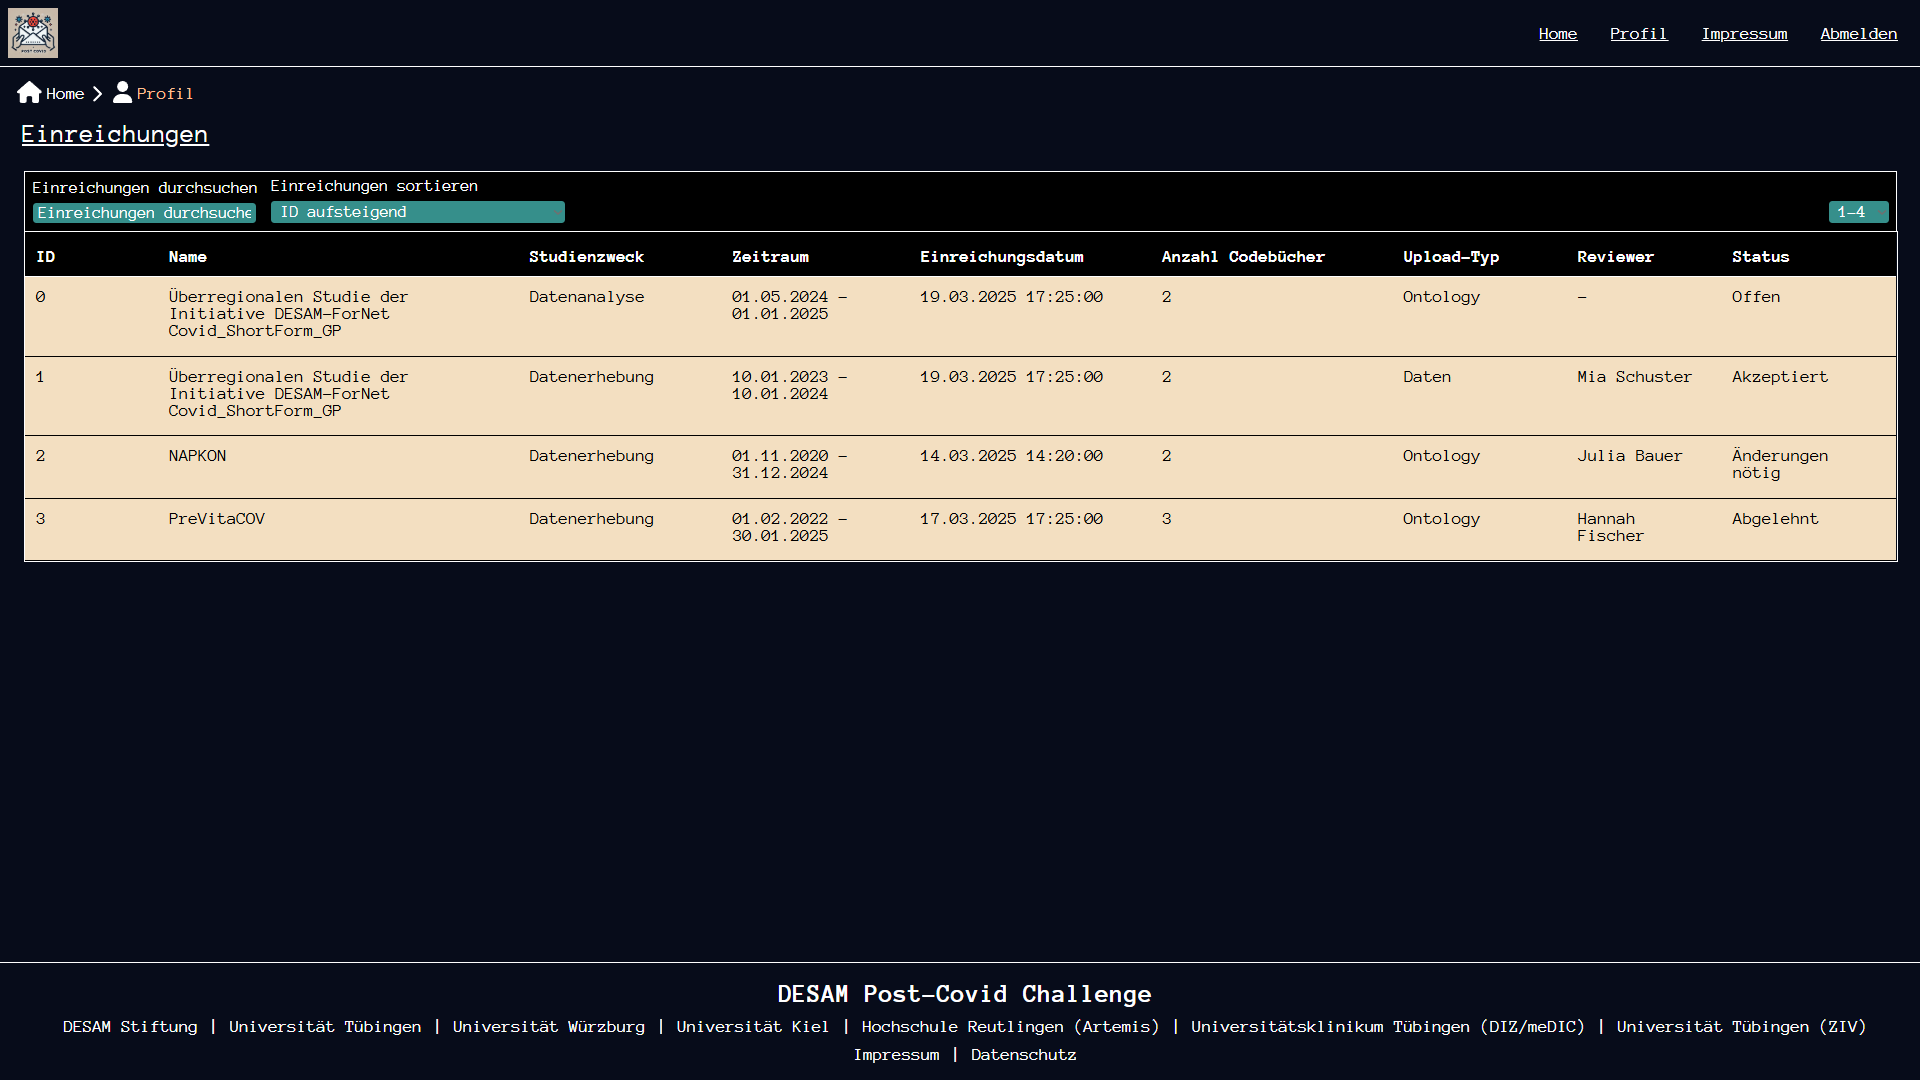 POST COVID
Home Profil Impressum Abmelden
Home Profil
Einreichungen
Einreichungen durchsuchen Einreichungen sortieren
Einreichungen durchsuche ID aufsteigend 1-4
ID Name Studienzweck Zeitraum Einreichungsdatum Anzahl Codebücher Upload-Typ Reviewer Status
0 Überregionalen Studie der Datenanalyse 01.05.2024 - 19.03.2025 17:25:00 2 Ontology - Offen
Initiative DESAM-ForNet 01.01.2025
Covid_ShortForm_GP
1 Überregionalen Studie der Datenerhebung 10.01.2023 - 19.03.2025 17:25:00 2 Daten Mia Schuster Akzeptiert
Initiative DESAM-ForNet 10.01.2024
Covid_ShortForm_GP
2 NAPKON Datenerhebung 01.11.2020 - 14.03.2025 14:20:00 2 Ontology Julia Bauer Änderungen
31.12.2024 nötig
3 PreVitaCOV Datenerhebung 01.02.2022 - 17.03.2025 17:25:00 3 Ontology Hannah Abgelehnt
30.01.2025 Fischer
DESAM Post-Covid Challenge
DESAM Stiftung | Universität Tübingen | Universität Würzburg | Universität Kiel | Hochschule Reutlingen (Artemis) | Universitätsklinikum Tübingen (DIZ/meDIC) | Universität Tübingen (ZIV)
Impressum | Datenschutz